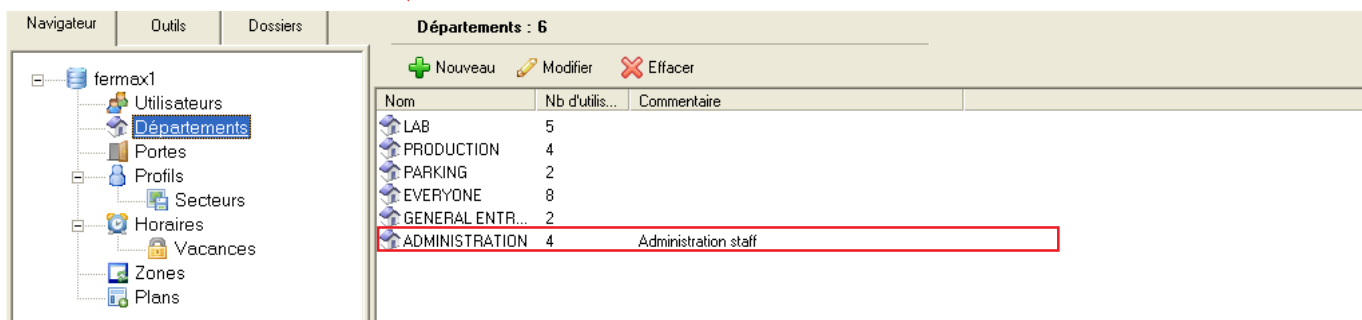 Navigateur Outils Dossiers Départements : 6
Nouveau Modifier Effacer
fermax1
Utilisateurs
Départements
Portes
Profils
Secteurs
Horaires
Vacances
Zones
Plans
Nom Nb d'utilis... Commentaire
LAB 5
PRODUCTION 4
PARKING 2
EVERYONE 8
GENERAL ENTR... 2
ADMINISTRATION 4 Administration staff